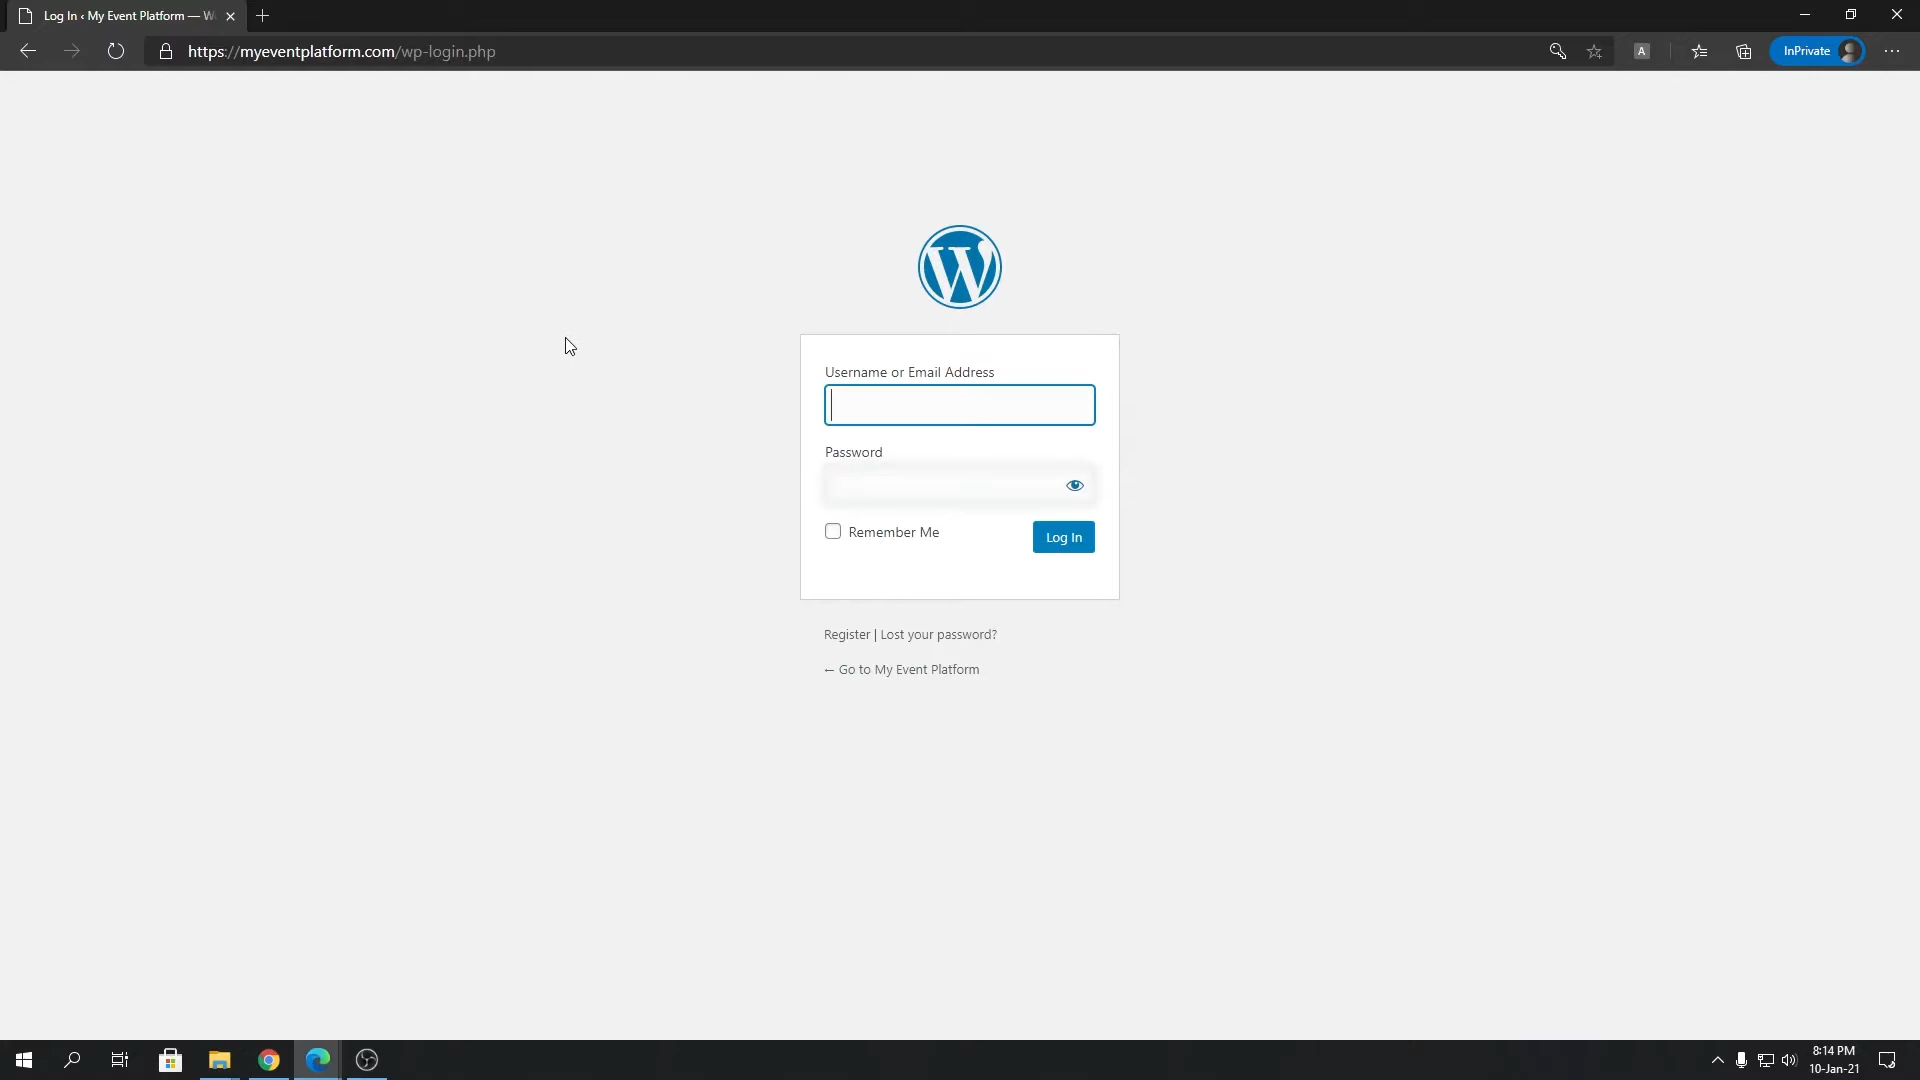 Log In ‹ My Event Platform — W
https://myeventplatform.com/wp-login.php
A
InPrivate
Username or Email Address
Password
Remember Me
Log In
Register | Lost your password?
← Go to My Event Platform
8:14 PM
10-Jan-21